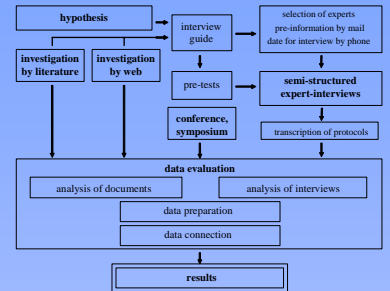 hypothesis
interview
guide
selection of experts
pre-information by mail
date for interview by phone
investigation
by literature
investigation
by web
pre-tests
semi-structured
expert-interviews
conference,
symposium
transcription of protocols
data evaluation
analysis of documents
analysis of interviews
data preparation
data connection
results